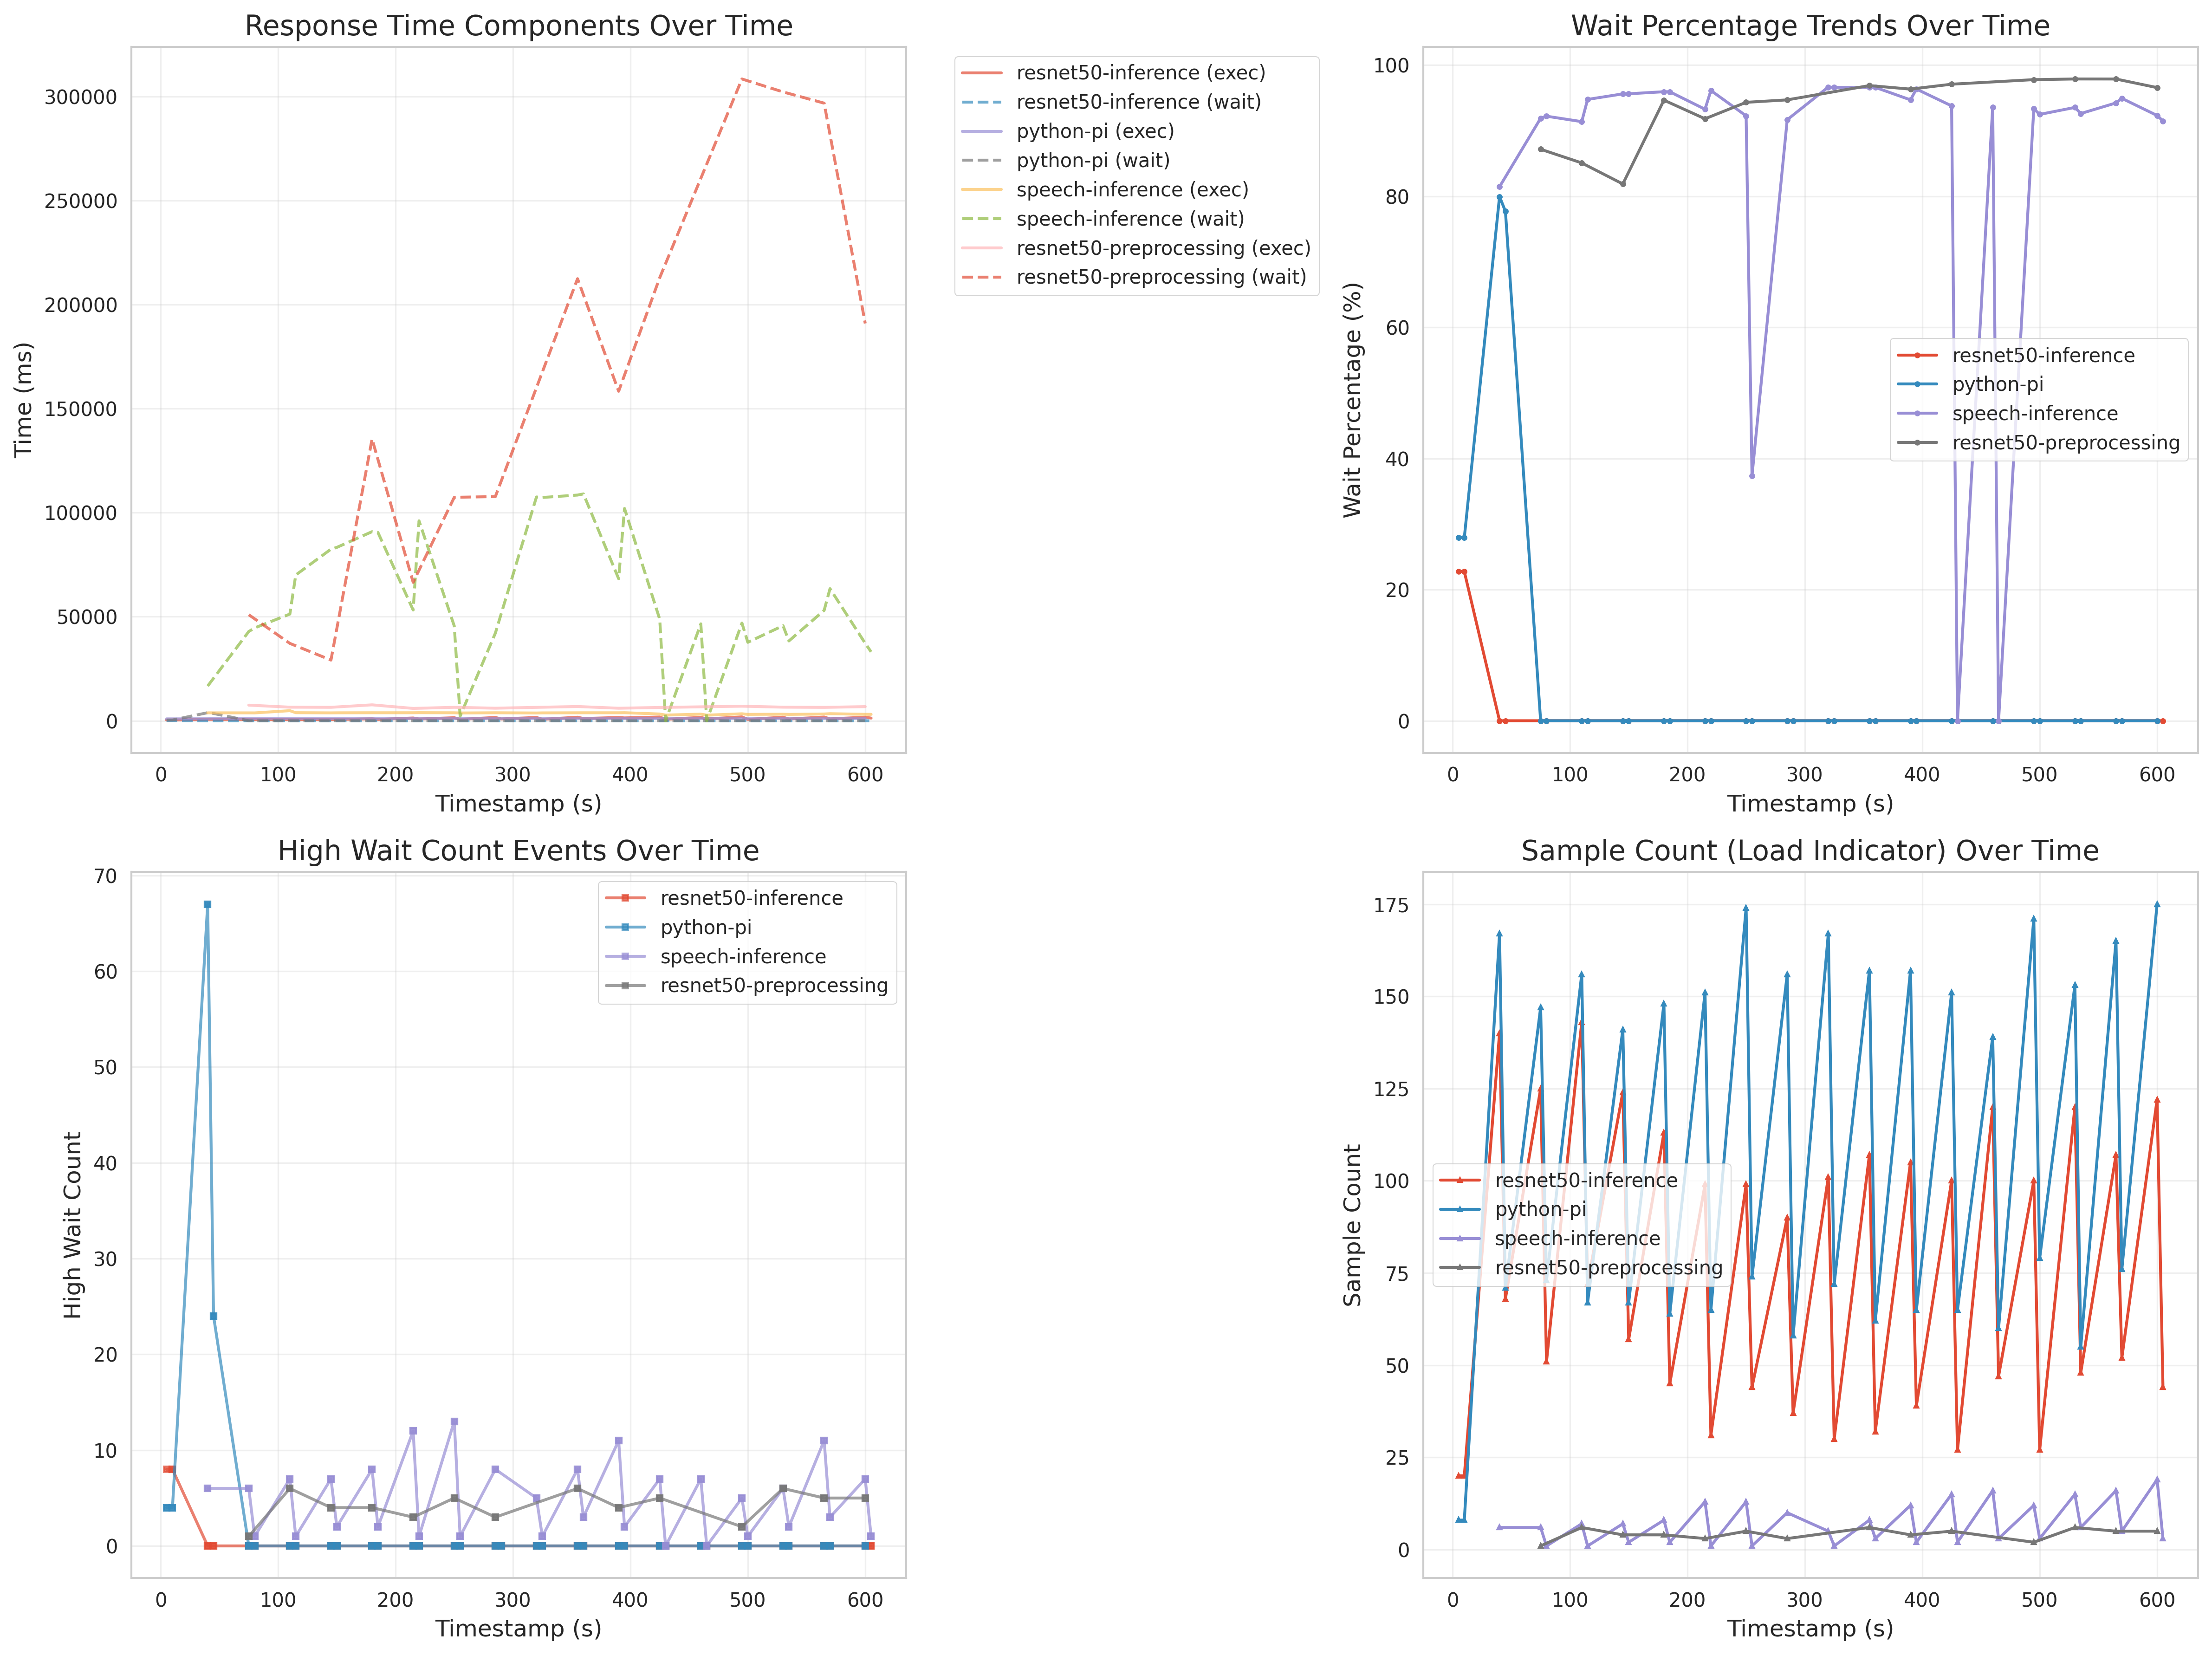 Response Time Components Over Time
Time (ms)
300000
250000
200000
150000
100000
50000
0
0 100 200 300 400 500 600
Timestamp (s)
resnet50-inference (exec)
resnet50-inference (wait)
python-pi (exec)
python-pi (wait)
speech-inference (exec)
speech-inference (wait)
resnet50-preprocessing (exec)
resnet50-preprocessing (wait)
Wait Percentage Trends Over Time
Wait Percentage (%)
100
80
60
40
20
0
0 100 200 300 400 500 600
Timestamp (s)
resnet50-inference
python-pi
speech-inference
resnet50-preprocessing
High Wait Count Events Over Time
High Wait Count
70
60
50
40
30
20
10
0
0 100 200 300 400 500 600
Timestamp (s)
resnet50-inference
python-pi
speech-inference
resnet50-preprocessing
Sample Count (Load Indicator) Over Time
Sample Count
175
150
125
100
75
50
25
0
0 100 200 300 400 500 600
Timestamp (s)
resnet50-inference
python-pi
speech-inference
resnet50-preprocessing